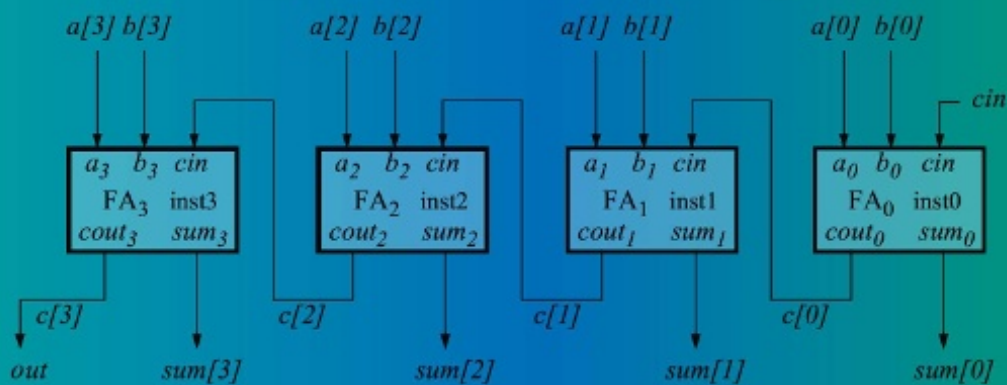 a[3] b[3] a[2] b[2] a[1] b[1] a[0] b[0]
cin
a3 b3 cin a2 b2 cin a1 b1 cin a0 b0 cin
FA3 inst3 FA2 inst2 FA1 inst1 FA0 inst0
cout3 sum3 cout2 sum2 cout1 sum1 cout0 sum0
c[3] c[2] c[1] c[0]
out sum[3] sum[2] sum[1] sum[0]